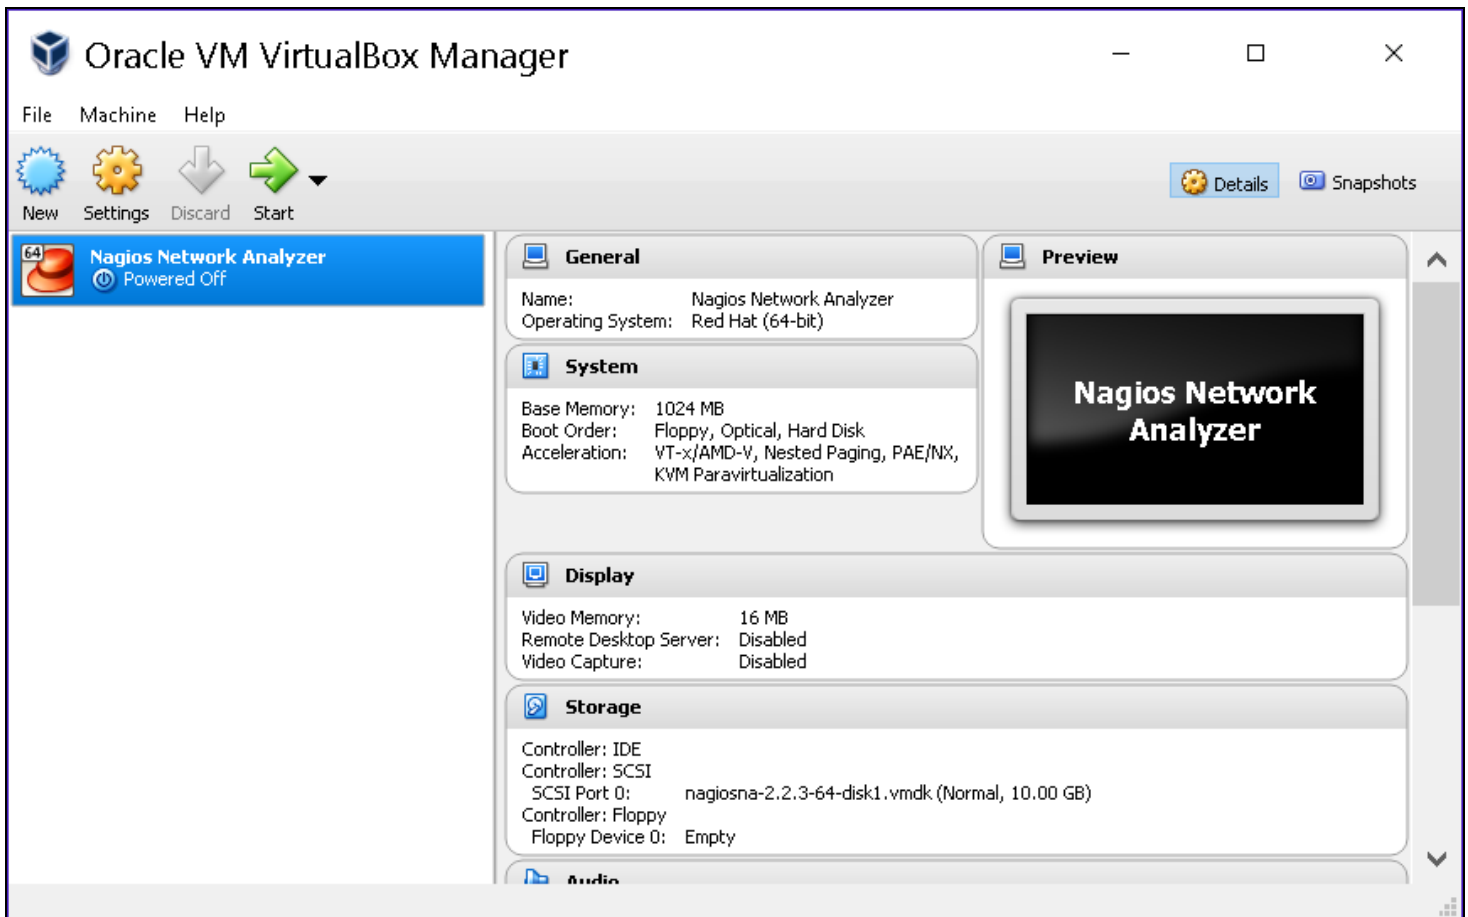 Oracle VM VirtualBox Manager
File Machine Help
New Settings Discard Start
Details Snapshots
64
Nagios Network Analyzer
Powered Off
General
Name: Nagios Network Analyzer
Operating System: Red Hat (64-bit)
System
Base Memory: 1024 MB
Boot Order: Floppy, Optical, Hard Disk
Acceleration: VT-x/AMD-V, Nested Paging, PAE/NX,
KVM Paravirtualization
Preview
Nagios Network
Analyzer
Display
Video Memory: 16 MB
Remote Desktop Server: Disabled
Video Capture: Disabled
Storage
Controller: IDE
Controller: SCSI
SCSI Port 0: nagiosna-2.2.3-64-disk1.vmdk (Normal, 10.00 GB)
Controller: Floppy
Floppy Device 0: Empty
Audio